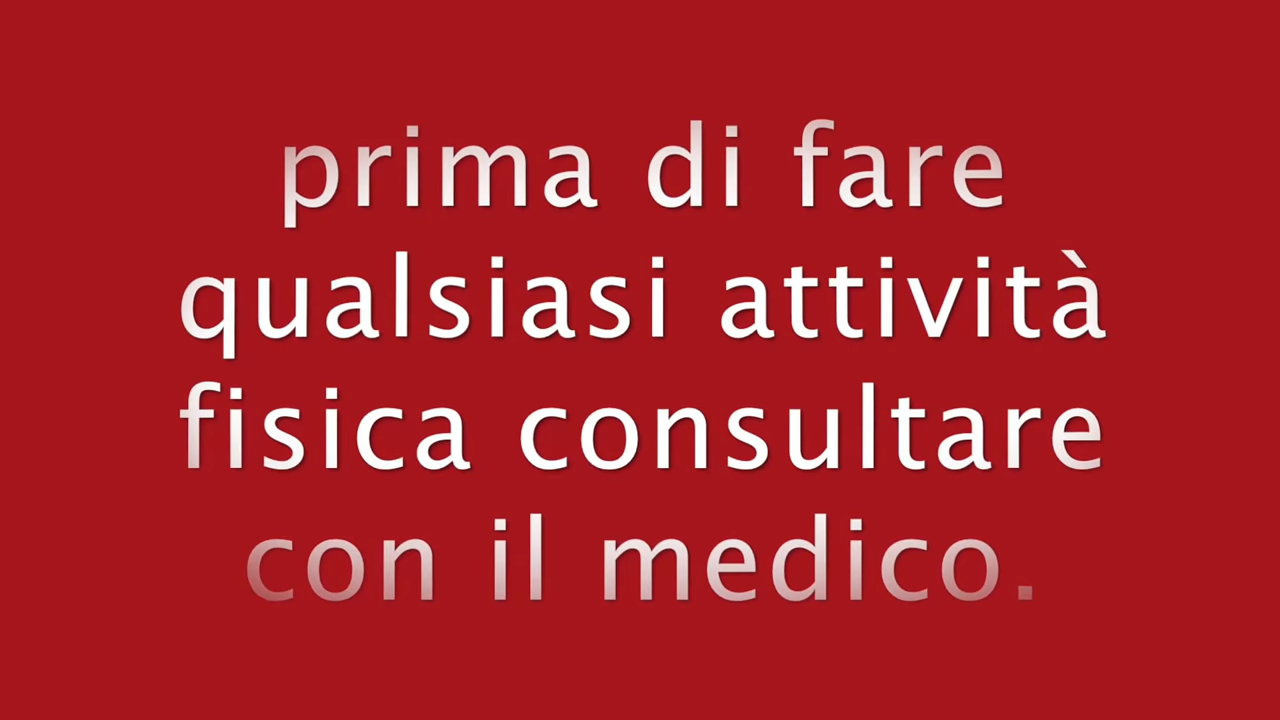 prima di fare
qualsiasi attività
fisica consultare
con il medico.